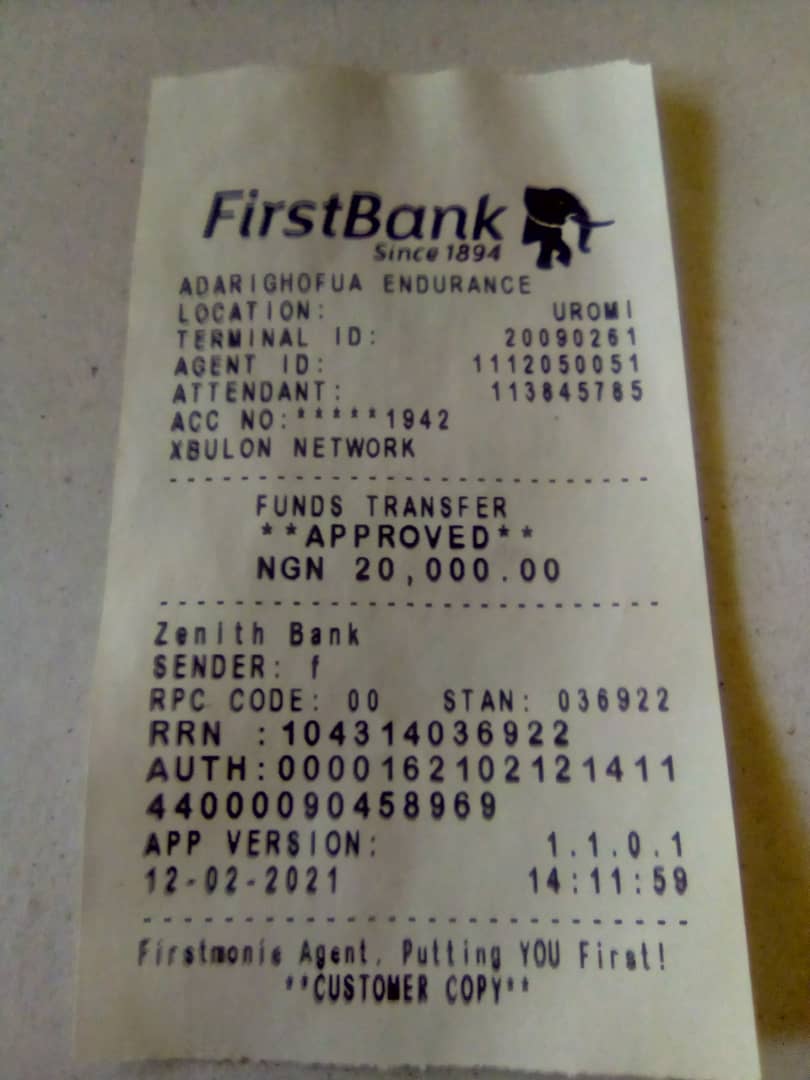 FirstBank
Since 1894
ADARIGHOFUA ENDURANCE
LOCATION: UROMI
TERMINAL ID: 20090261
AGENT ID: 1112050051
ATTENDANT: 113845785
ACC NO:*****1942
XBULON NETWORK
-----------------------------
FUNDS TRANSFER
**APPROVED**
NGN 20,000.00
-----------------------------
Zenith Bank
SENDER: f
RPC CODE: 00 STAN: 036922
RRN :104314036922
AUTH:0000162102121411
440000090458969
APP VERSION: 1.1.0.1
12-02-2021 14:11:59
-----------------------------
Firstmonie Agent, Putting YOU First!
**CUSTOMER COPY**